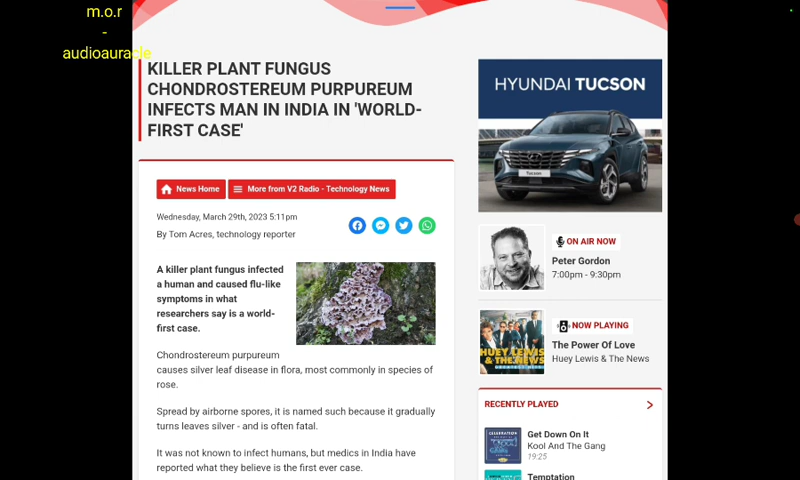 m.o.r
-
audioauracle
KILLER PLANT FUNGUS
CHONDROSTEREUM PURPUREUM
INFECTS MAN IN INDIA IN 'WORLD-
FIRST CASE'
News Home
More from V2 Radio - Technology News
Wednesday, March 29th, 2023 5:11pm
By Tom Acres, technology reporter
A killer plant fungus infected
a human and caused flu-like
symptoms in what
researchers say is a world-
first case.
Chondrostereum purpureum
causes silver leaf disease in flora, most commonly in species of
rose.
Spread by airborne spores, it is named such because it gradually
turns leaves silver - and is often fatal.
It was not known to infect humans, but medics in India have
reported what they believe is the first ever case.
HYUNDAI TUCSON
Tucson
ON AIR NOW
Peter Gordon
7:00pm - 9:30pm
HUEY LEWIS
& THE NEWS
NOW PLAYING
The Power Of Love
Huey Lewis & The News
RECENTLY PLAYED
CELEBRATION
Get Down On It
Kool And The Gang
19:25
Temptation